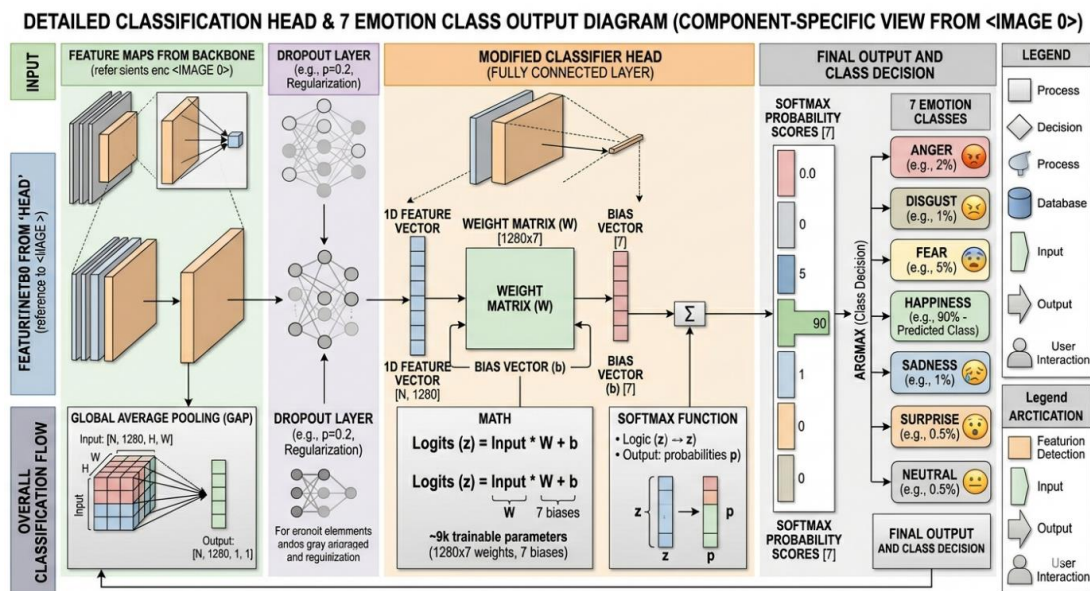 DETAILED CLASSIFICATION HEAD & 7 EMOTION CLASS OUTPUT DIAGRAM (COMPONENT-SPECIFIC VIEW FROM <IMAGE 0>)
INPUT
FEATURE MAPS FROM BACKBONE
(refer sients enc <IMAGE 0>)
FEATURITNETB0 FROM 'HEAD'
(reference to <IIIAGE >)
OVERALL
CLASSIFICATION FLOW
GLOBAL AVERAGE POOLING (GAP)
Input: [N, 1280, H, W]
W
H
Input
Output:
[N, 1280, 1, 1]
DROPOUT LAYER
(e.g., p=0.2,
Regularization)
DROPOUT LAYER
(e.g., p=0.2,
Regularization)
For eronoit elemments
andos gray arioraged
and reguinization
MODIFIED CLASSIFIER HEAD
(FULLY CONNECTED LAYER)
1D FEATURE
VECTOR
WEIGHT MATRIX (W)
[1280x7]
BIAS
VECTOR
[7]
WEIGHT
MATRIX (W)
Σ
1D FEATURE
VECTOR
[N, 1280]
BIAS VECTOR (b)
BIAS
VECTOR
(b) [7]
MATH
Logits (z) = Input * W + b
Logits (z) = Input * W + b
W
7 biases
~9k trainable parameters
(1280x7 weights, 7 biases)
SOFTMAX FUNCTION
• Logic (z) → z)
• Output: probabilities p)
z
p
z
p
FINAL OUTPUT AND
CLASS DECISION
SOFTMAX
PROBABILITY
SCORES [7]
0.0
0
5
90
1
0
0
SOFTMAX
PROBABILITY
SCORES [7]
ARGMAX (Class Decision)
7 EMOTION
CLASSES
ANGER
(e.g., 2%)
DISGUST
(e.g., 1%)
FEAR
(e.g., 5%)
HAPPINESS
(e.g., 90% -
Predicted Class)
SADNESS
(e.g., 1%)
SURPRISE
(e.g., 0.5%)
NEUTRAL
(e.g., 0.5%)
FINAL OUTPUT
AND CLASS DECISION
LEGEND
Process
Decision
Process
Database
Input
Output
User
Interaction
Legend
ARCTICATION
Featurion
Detection
Input
Output
User
Interaction